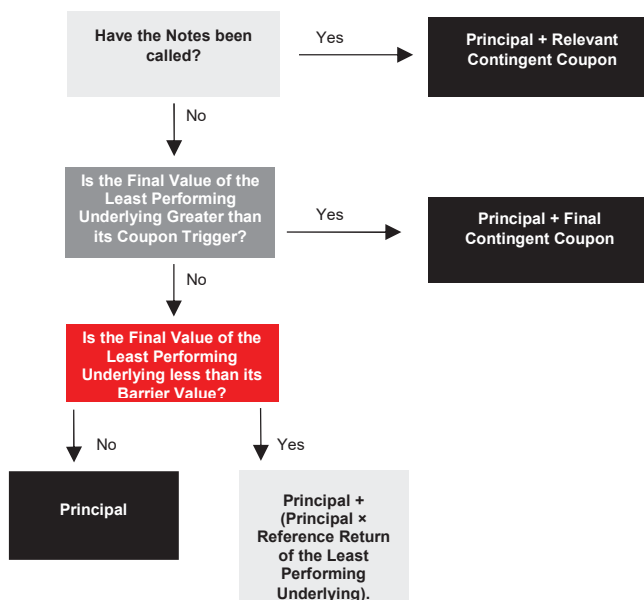 Have the Notes been
called?
Yes
Principal + Relevant
Contingent Coupon
No
Is the Final Value of the
Least Performing
Underlying Greater than
its Coupon Trigger?
Yes
Principal + Final
Contingent Coupon
No
Is the Final Value of the
Least Performing
Underlying less than its
Barrier Value?
No
Yes
Principal
Principal +
(Principal ×
Reference Return
of the Least
Performing
Underlying).